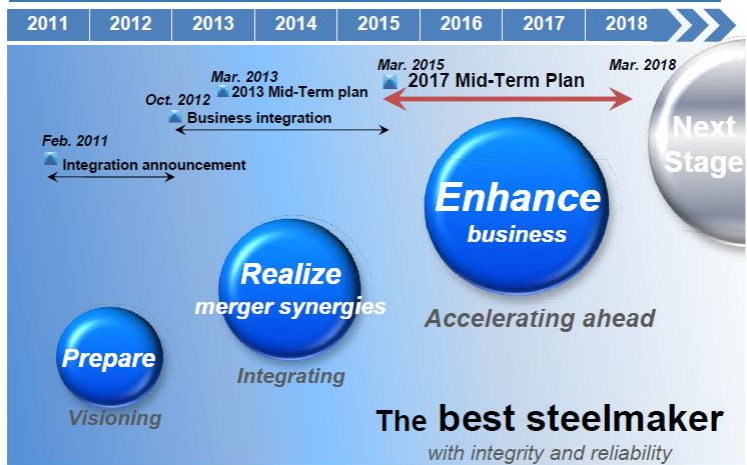 2011 2012 2013 2014 2015 2016 2017 2018
Mar. 2015
Mar. 2018
Mar. 2013
2017 Mid-Term Plan
2013 Mid-Term plan
Oct. 2012
Business integration
Feb. 2011
Integration announcement
Next
Stage
Enhance
business
Accelerating ahead
Realize
merger synergies
Integrating
Prepare
Visioning
The best steelmaker
with integrity and reliability